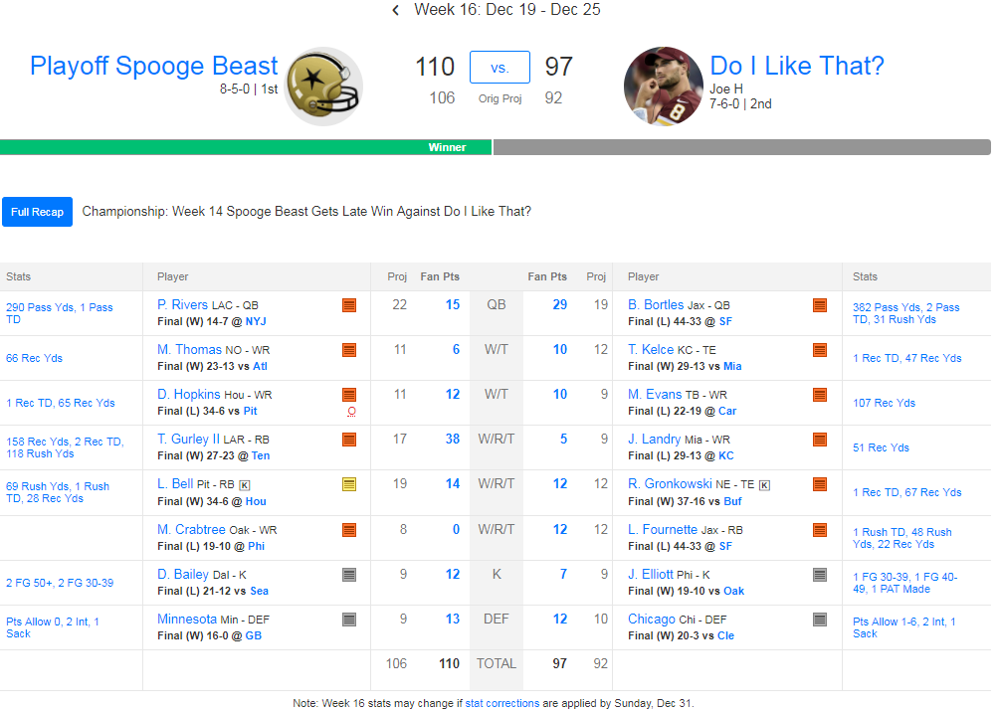 Week 16: Dec 19 - Dec 25
Playoff Spooge Beast
8-5-0 | 1st
110 vs. 97
106 Orig Proj 92
Do I Like That?
Joe H
7-6-0 | 2nd
8
Winner
Full Recap Championship: Week 14 Spooge Beast Gets Late Win Against Do I Like That?
Stats Player Proj Fan Pts Fan Pts Proj Player Stats
290 Pass Yds, 1 Pass
TD
P. Rivers LAC - QB
Final (W) 14-7 @ NYJ
22 15 QB 29 19
B. Bortles Jax - QB
Final (L) 44-33 @ SF
382 Pass Yds, 2 Pass
TD, 31 Rush Yds
66 Rec Yds
M. Thomas NO - WR
Final (W) 23-13 vs Atl
11 6 W/T 10 12
T. Kelce KC - TE
Final (W) 29-13 vs Mia
1 Rec TD, 47 Rec Yds
1 Rec TD, 65 Rec Yds
D. Hopkins Hou - WR
Final (L) 34-6 vs Pit
Q
11 12 W/T 10 9
M. Evans TB - WR
Final (L) 22-19 @ Car
107 Rec Yds
158 Rec Yds, 2 Rec TD,
118 Rush Yds
T. Gurley II LAR - RB
Final (W) 27-23 @ Ten
17 38 W/R/T 5 9
J. Landry Mia - WR
Final (L) 29-13 @ KC
51 Rec Yds
69 Rush Yds, 1 Rush
TD, 28 Rec Yds
L. Bell Pit - RB K
Final (W) 34-6 @ Hou
19 14 W/R/T 12 12
R. Gronkowski NE - TE K
Final (W) 37-16 vs Buf
1 Rec TD, 67 Rec Yds
M. Crabtree Oak - WR
Final (L) 19-10 @ Phi
8 0 W/R/T 12 12
L. Fournette Jax - RB
Final (L) 44-33 @ SF
1 Rush TD, 48 Rush
Yds, 22 Rec Yds
2 FG 50+, 2 FG 30-39
D. Bailey Dal - K
Final (L) 21-12 vs Sea
9 12 K 7 9
J. Elliott Phi - K
Final (W) 19-10 vs Oak
1 FG 30-39, 1 FG 40-
49, 1 PAT Made
Pts Allow 0, 2 Int, 1
Sack
Minnesota Min - DEF
Final (W) 16-0 @ GB
9 13 DEF 12 10
Chicago Chi - DEF
Final (W) 20-3 vs Cle
Pts Allow 1-6, 2 Int, 1
Sack
106 110 TOTAL 97 92
Note: Week 16 stats may change if stat corrections are applied by Sunday, Dec 31.